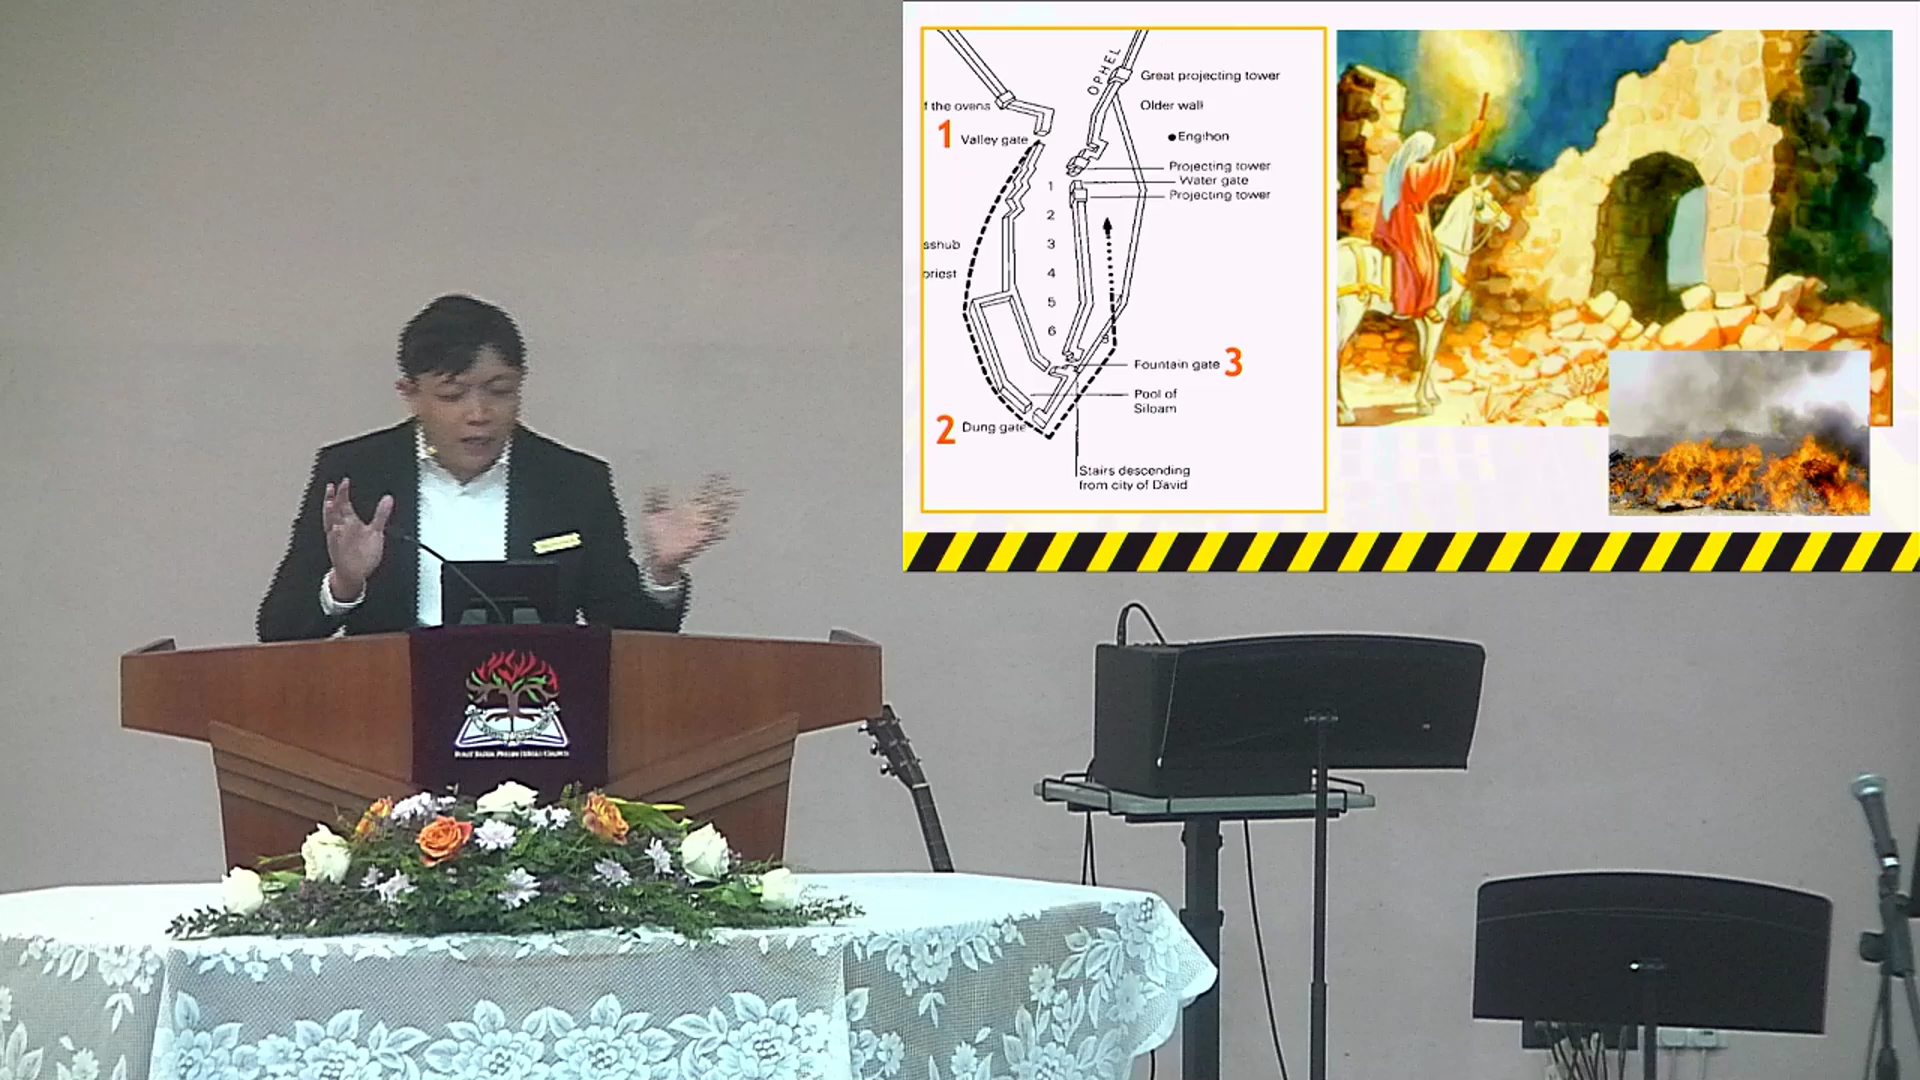 OPHEL
Great projecting tower
f the ovens
Older wall
1
Valley gate
Engihon
Projecting tower
1
Water gate
Projecting tower
2
3
sshub
4
priest
5
6
Fountain gate
3
Pool of
Siloam
2
Dung gate
Stairs descending
from city of David